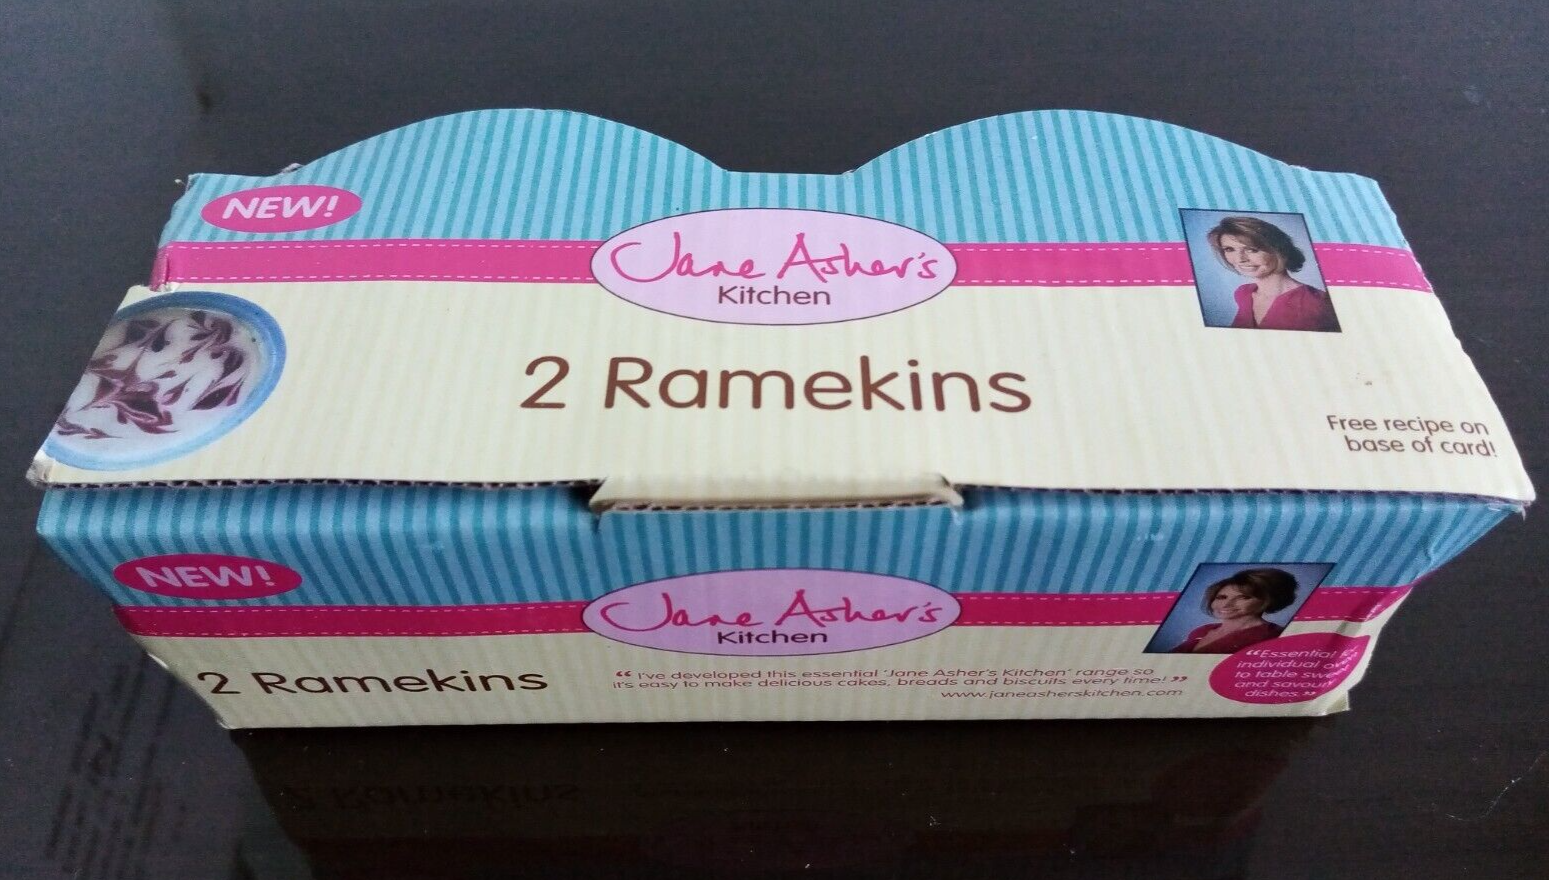 NEW!
Jane Asher's
Kitchen
2 Ramekins
Free recipe on
base of card!
NEW!
Jane Asher's
Kitchen
2 Ramekins
“I've developed this essential 'Jane Asher's Kitchen' range so
it's easy to make delicious cakes, breads and biscuits every time!”
www.janeasherskitchen.com
“Essential
individual
to table
and savoury
dishes.”